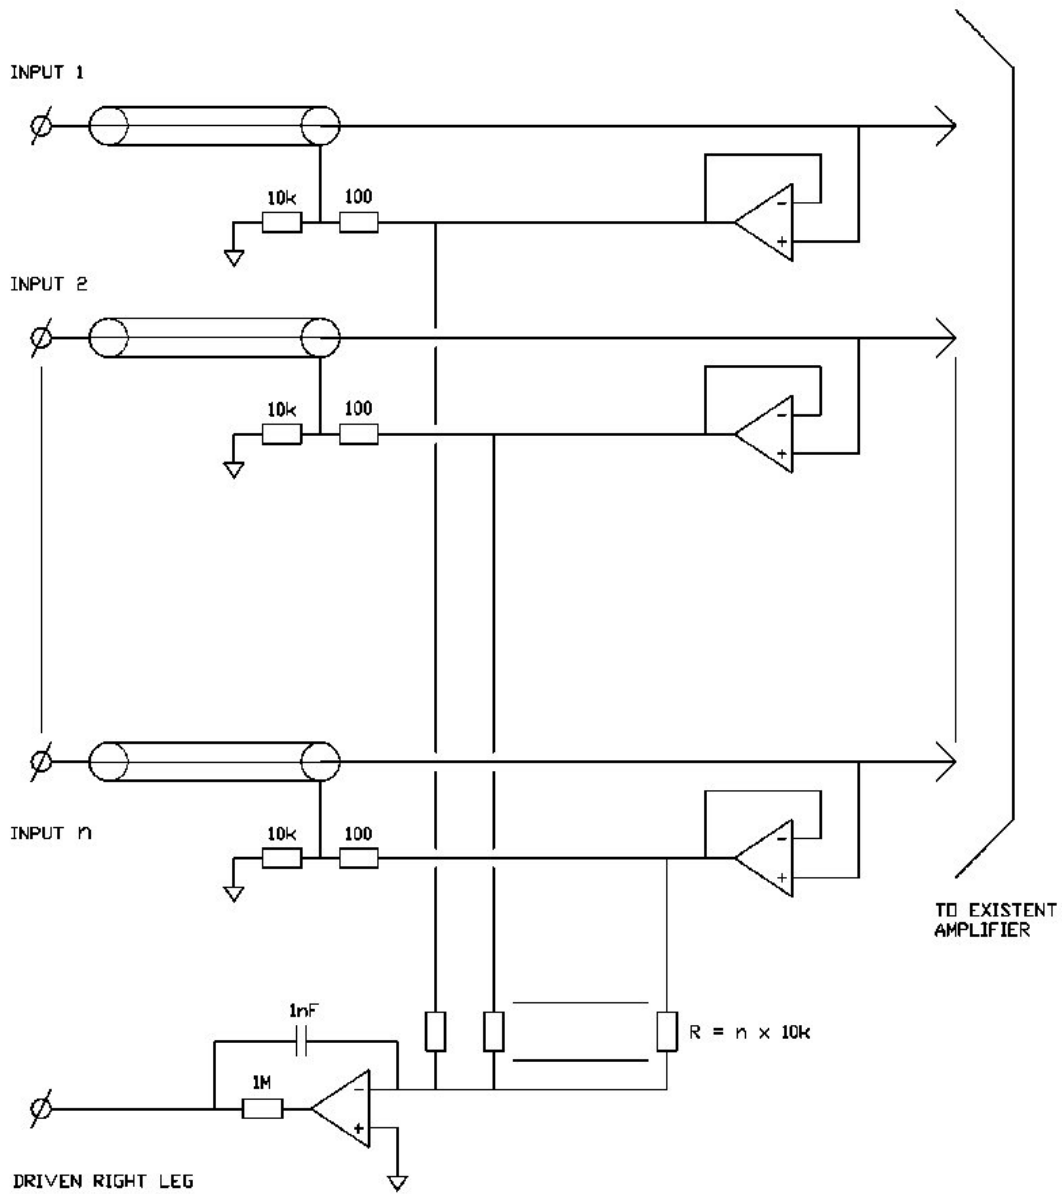 INPUT 1
10k 100
-
+
INPUT 2
10k 100
-
+
INPUT n
10k 100
-
+
TO EXISTENT
AMPLIFIER
1nF
R = n x 10k
1M
-
+
DRIVEN RIGHT LEG